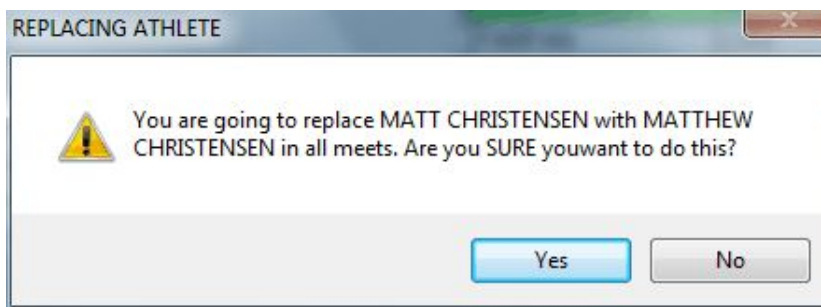 REPLACING ATHLETE
You are going to replace MATT CHRISTENSEN with MATTHEW
CHRISTENSEN in all meets. Are you SURE youwant to do this?
Yes
No